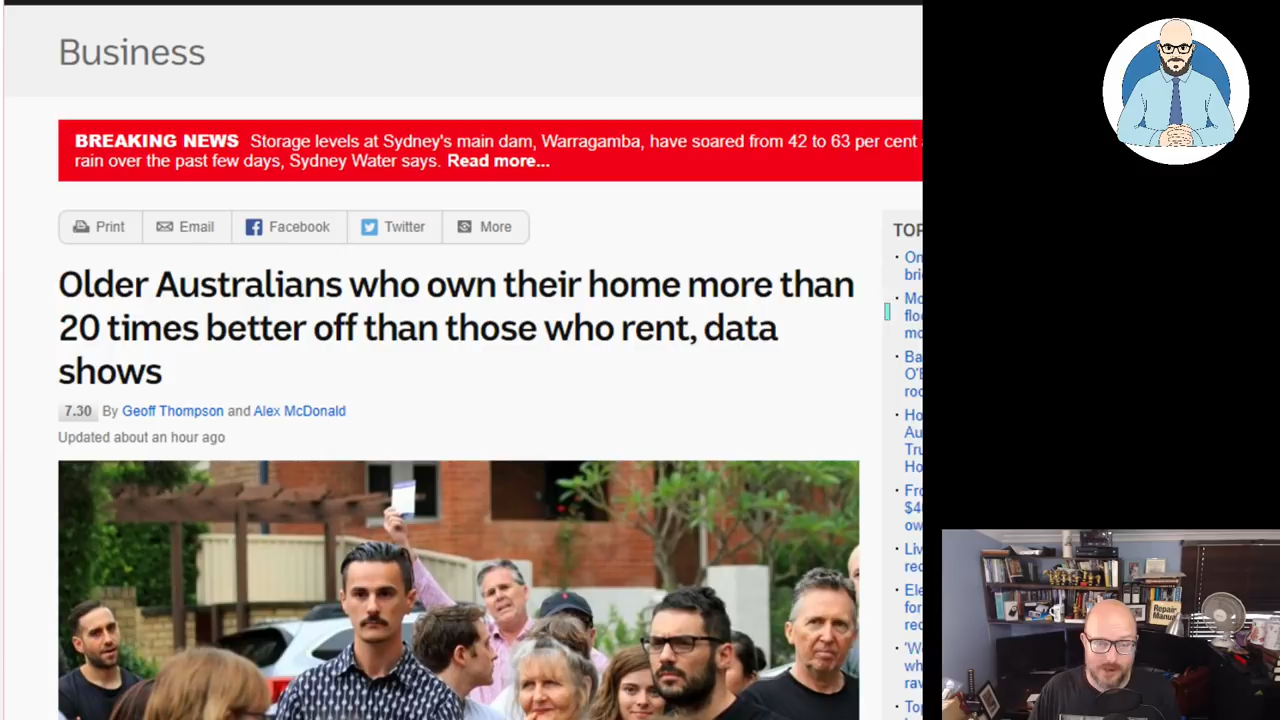 Business
BREAKING NEWS Storage levels at Sydney's main dam, Warragamba, have soared from 42 to 63 per cent
rain over the past few days, Sydney Water says. Read more...
Print Email Facebook Twitter More
Older Australians who own their home more than
20 times better off than those who rent, data
shows
7.30 By Geoff Thompson and Alex McDonald
Updated about an hour ago
Repair
Manual